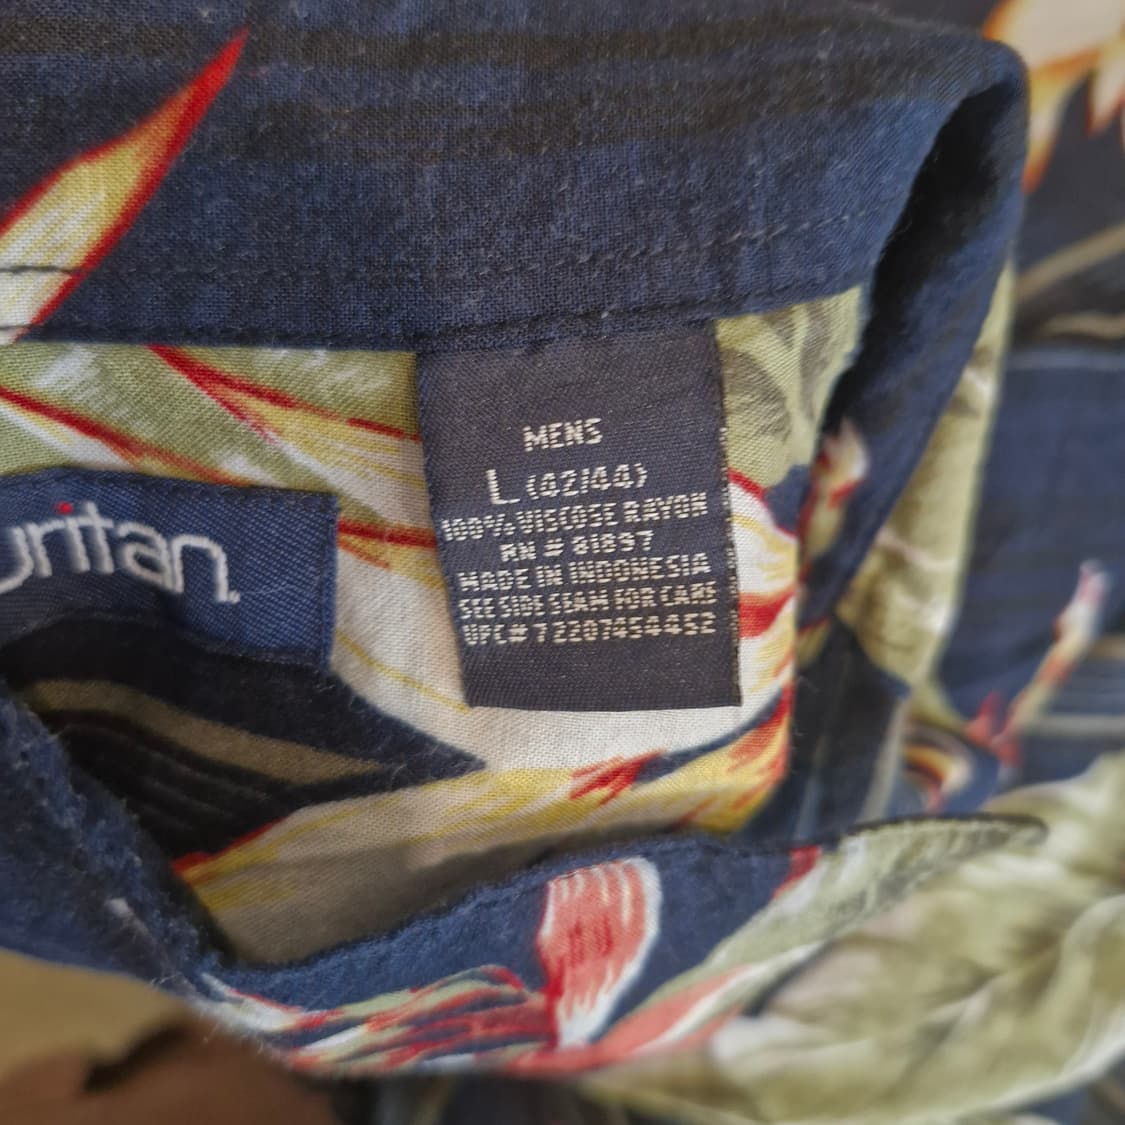 uritan.
MENS
L (42/44)
100% VISCOSE RAYON
RN # 81897
MADE IN INDONESIA
SEE SIDE SEAM FOR CARE
UPC# 72207454452